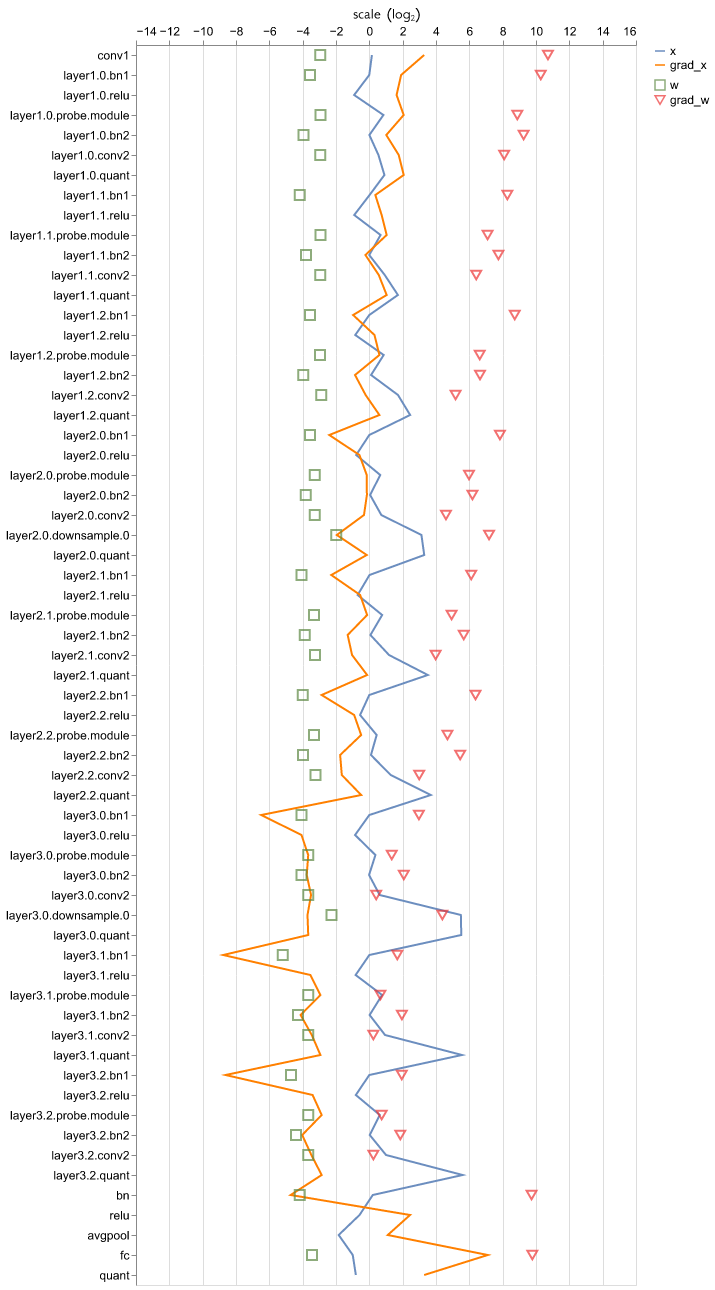 scale (log₂)
−14 −12 −10 −8 −6 −4 −2 0 2 4 6 8 10 12 14 16
x
grad_x
w
grad_w
conv1
layer1.0.bn1
layer1.0.relu
layer1.0.probe.module
layer1.0.bn2
layer1.0.conv2
layer1.0.quant
layer1.1.bn1
layer1.1.relu
layer1.1.probe.module
layer1.1.bn2
layer1.1.conv2
layer1.1.quant
layer1.2.bn1
layer1.2.relu
layer1.2.probe.module
layer1.2.bn2
layer1.2.conv2
layer1.2.quant
layer2.0.bn1
layer2.0.relu
layer2.0.probe.module
layer2.0.bn2
layer2.0.conv2
layer2.0.downsample.0
layer2.0.quant
layer2.1.bn1
layer2.1.relu
layer2.1.probe.module
layer2.1.bn2
layer2.1.conv2
layer2.1.quant
layer2.2.bn1
layer2.2.relu
layer2.2.probe.module
layer2.2.bn2
layer2.2.conv2
layer2.2.quant
layer3.0.bn1
layer3.0.relu
layer3.0.probe.module
layer3.0.bn2
layer3.0.conv2
layer3.0.downsample.0
layer3.0.quant
layer3.1.bn1
layer3.1.relu
layer3.1.probe.module
layer3.1.bn2
layer3.1.conv2
layer3.1.quant
layer3.2.bn1
layer3.2.relu
layer3.2.probe.module
layer3.2.bn2
layer3.2.conv2
layer3.2.quant
bn
relu
avgpool
fc
quant